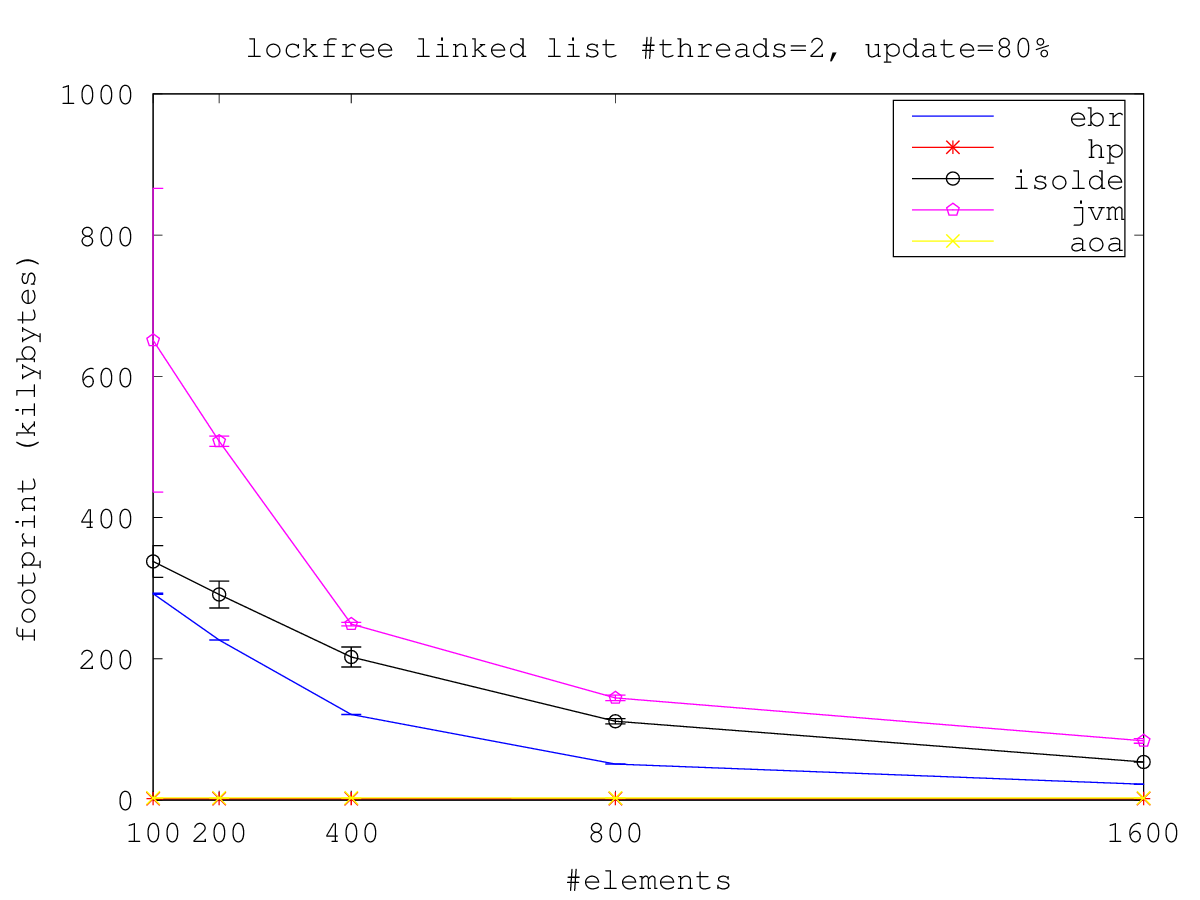 lockfree linked list #threads=2, update=80%
1000
800
600
400
200
0
footprint (kilybytes)
ebr
hp
isolde
jvm
aoa
100 200 400 800 1600
#elements